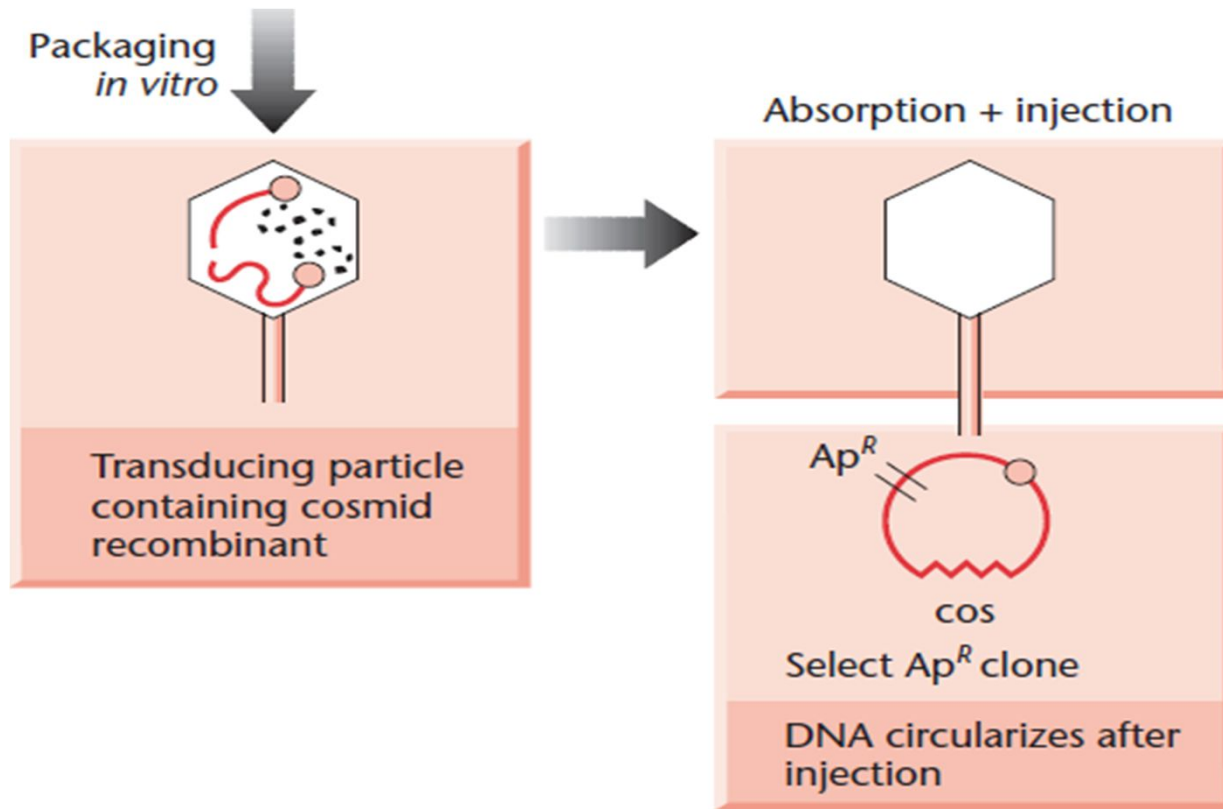 Packaging
in vitro
Absorption + injection
Transducing particle
containing cosmid
recombinant
Ap^R
cos
Select Ap^R clone
DNA circularizes after
injection